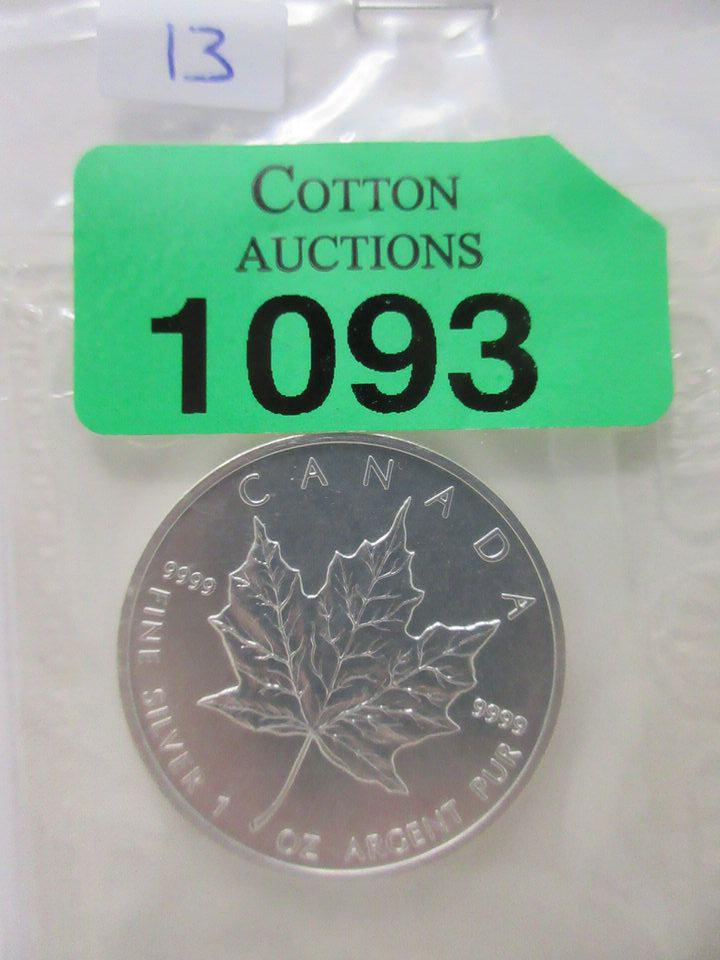 13
COTTON
AUCTIONS
1093
CANADA
9999
9999
FINE SILVER 1 OZ ARGENT PUR